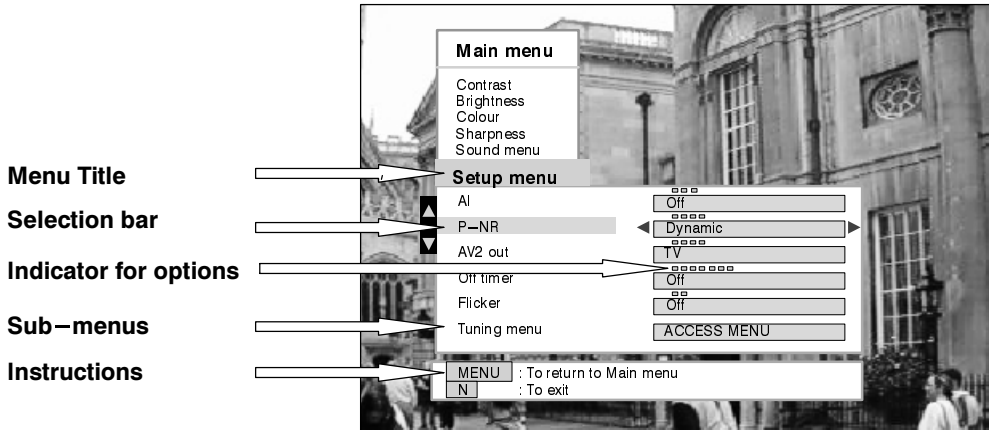 Main menu
Contrast
Brightness
Colour
Sharpness
Sound menu
Menu Title
Setup menu
AI
Off
Selection bar
P-NR
Dynamic
AV2 out
TV
Indicator for options
Off timer
Off
Flicker
Off
Sub-menus
Tuning menu
ACCESS MENU
Instructions
MENU : To return to Main menu
N : To exit